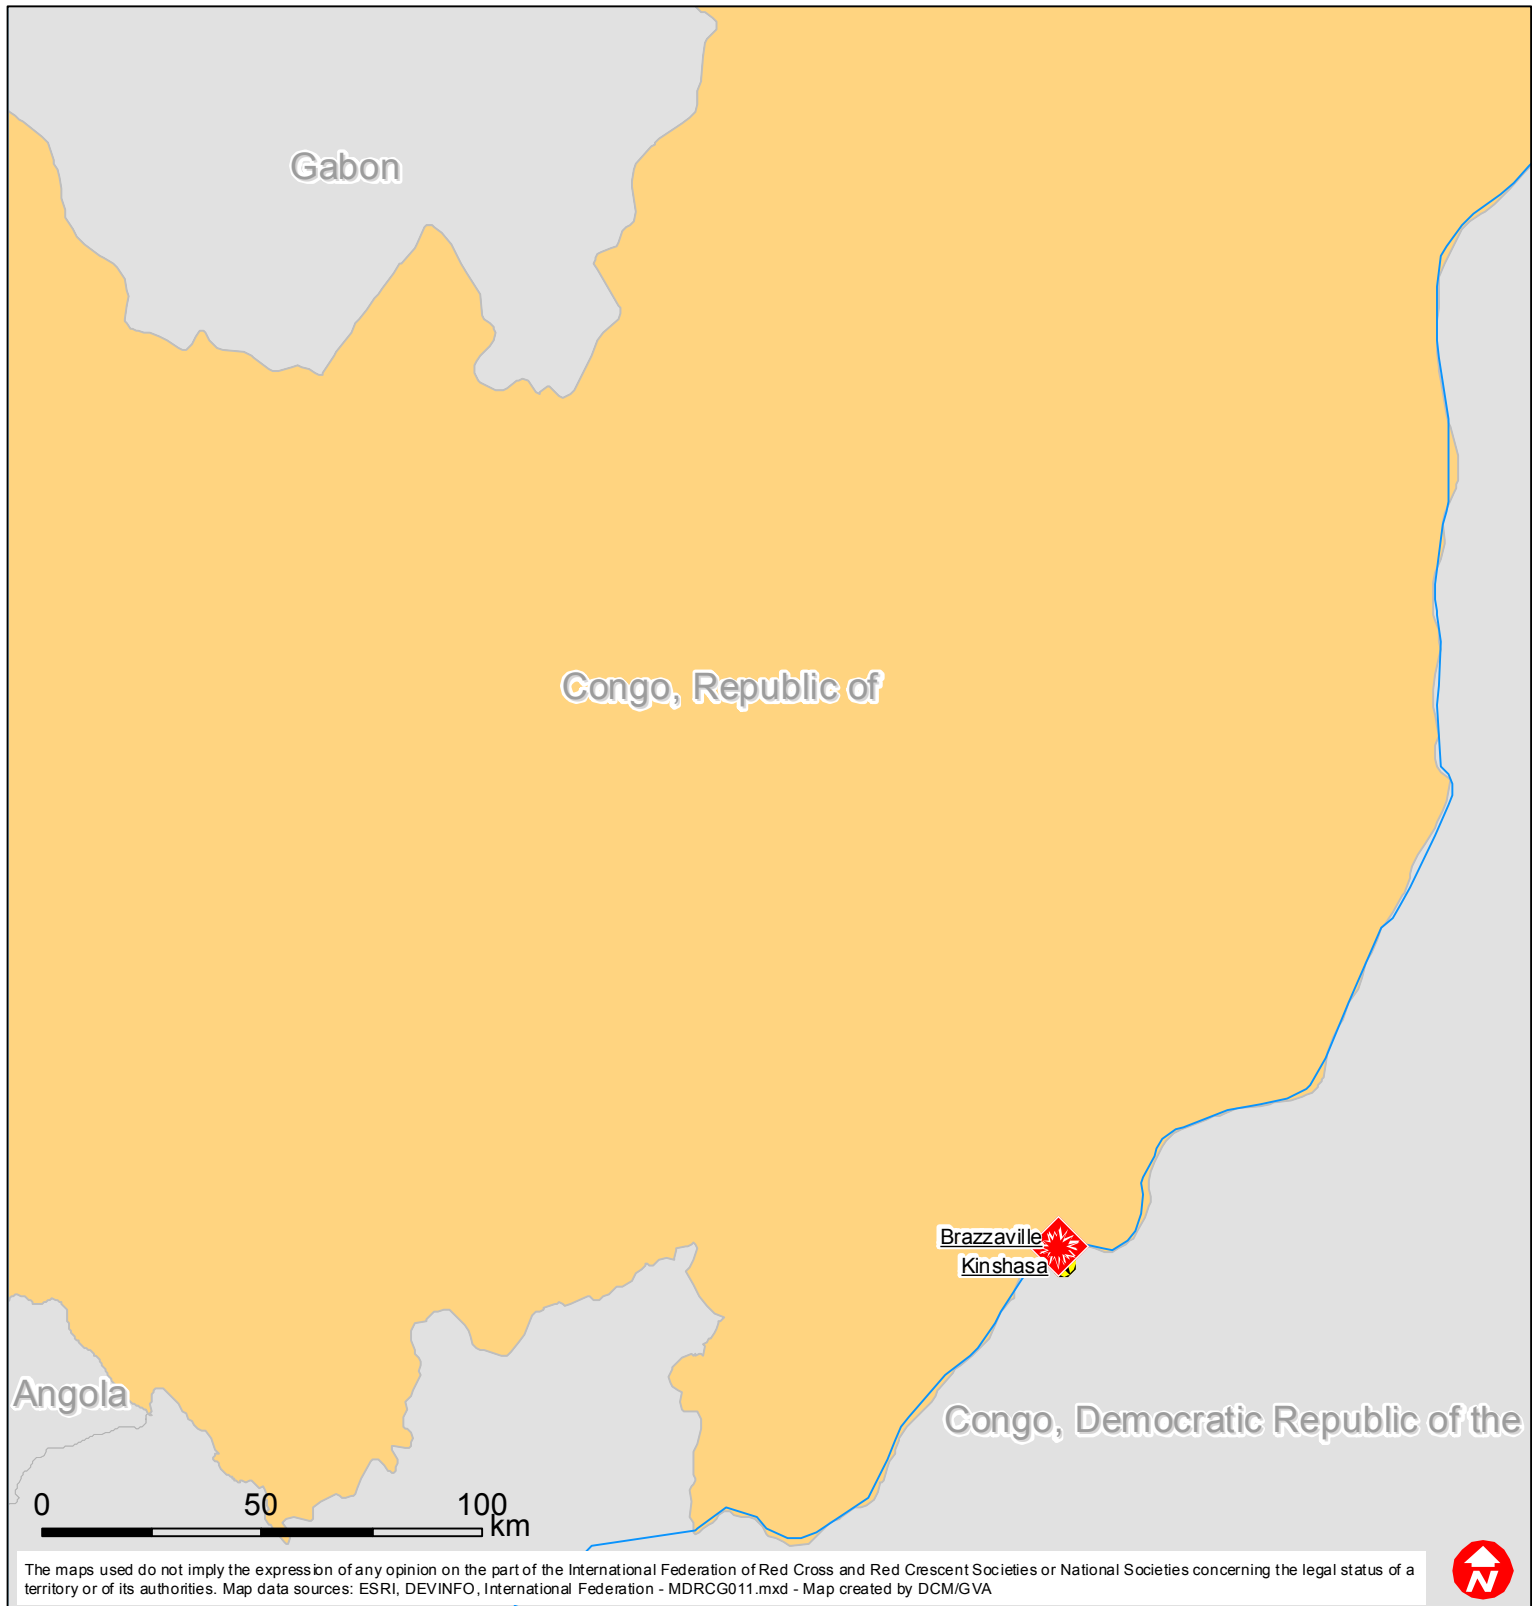 Gabon
Congo, Republic of
Brazzaville
Kinshasa
Angola
Congo, Democratic Republic of the
0 50 100
km
The maps used do not imply the expression of any opinion on the part of the International Federation of Red Cross and Red Crescent Societies or National Societies concerning the legal status of a
territory or of its authorities. Map data sources: ESRI, DEVINFO, International Federation - MDRCG011.mxd - Map created by DCM/GVA
N